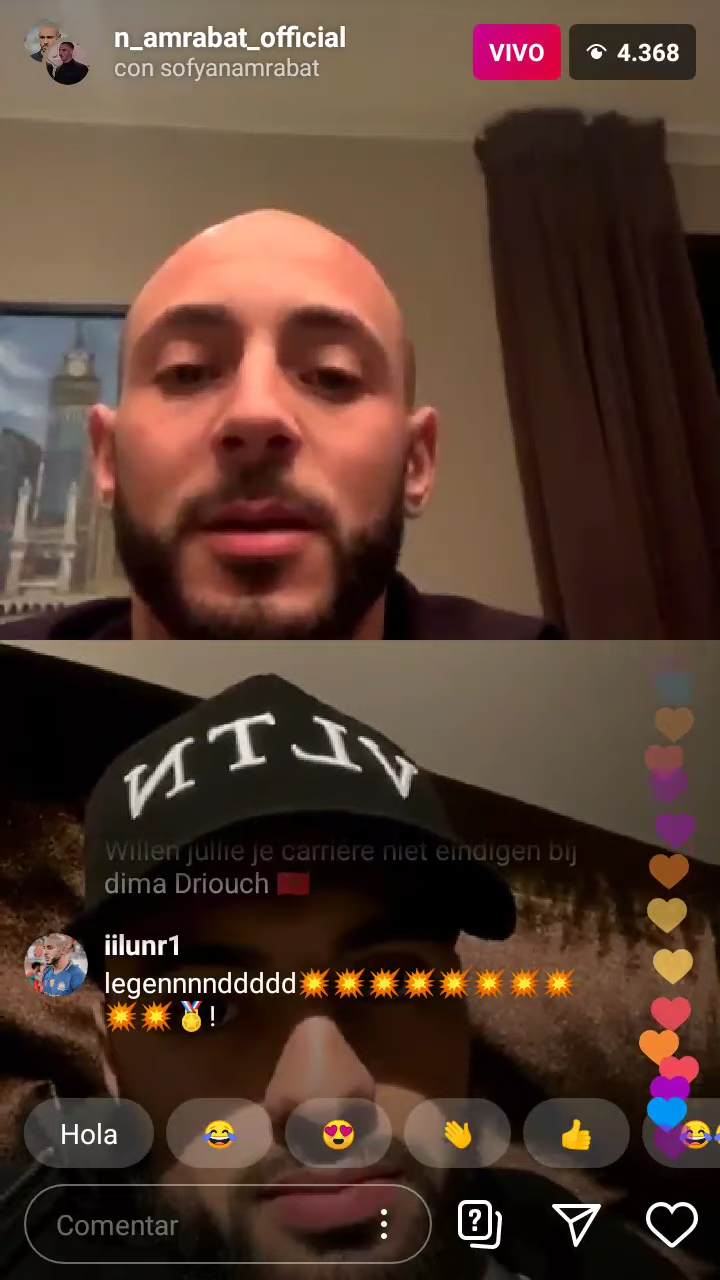 n_amrabat_official
con sofyanamrabat
VIVO
4.368
VLTN
Willen jullie je carrière niet eindigen bij
dima Driouch 🇲🇦
iilunr1
legennnnddddd💥💥💥💥💥💥💥💥
💥💥🏅!
Hola
😂
😍
👋
👍
😂
Comentar